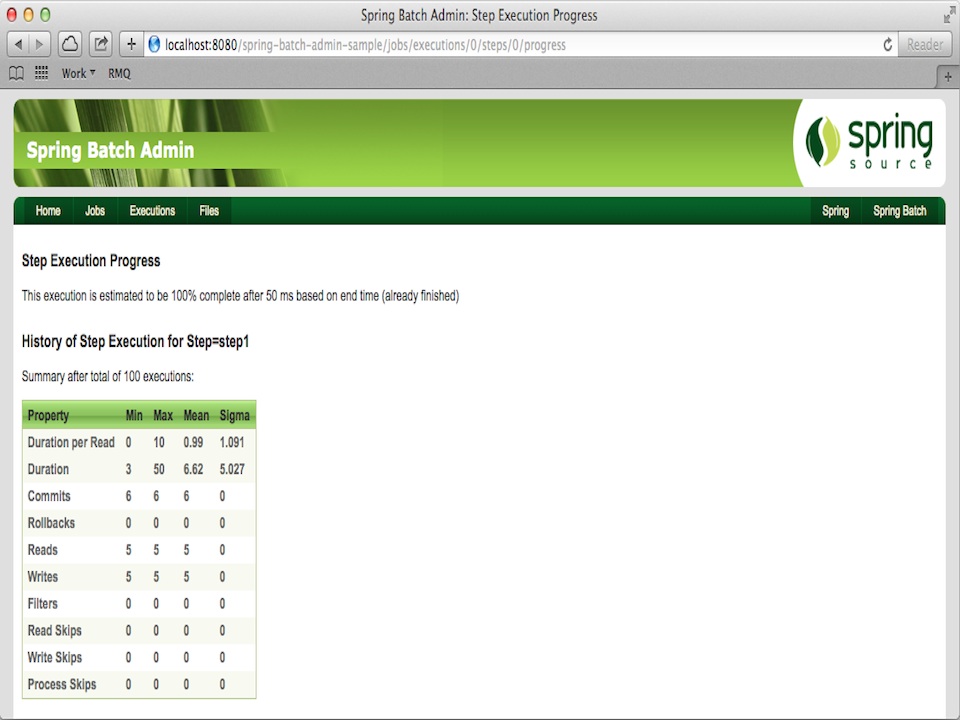 Spring Batch Admin: Step Execution Progress
localhost:8080/spring-batch-admin-sample/jobs/executions/0/steps/0/progress
Reader
Work RMQ
Spring Batch Admin
spring
source
Home Jobs Executions Files Spring Spring Batch
Step Execution Progress
This execution is estimated to be 100% complete after 50 ms based on end time (already finished)
History of Step Execution for Step=step1
Summary after total of 100 executions:
Property Min Max Mean Sigma
Duration per Read 0 10 0.99 1.091
Duration 3 50 6.62 5.027
Commits 6 6 6 0
Rollbacks 0 0 0 0
Reads 5 5 5 0
Writes 5 5 5 0
Filters 0 0 0 0
Read Skips 0 0 0 0
Write Skips 0 0 0 0
Process Skips 0 0 0 0